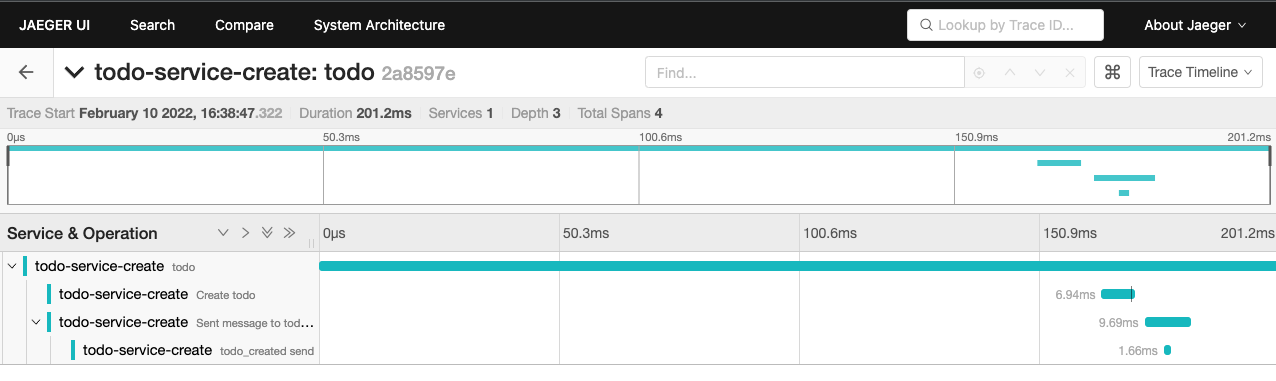 JAEGER UI Search Compare System Architecture Lookup by Trace ID... About Jaeger
todo-service-create: todo 2a8597e Find... ⌘ Trace Timeline
Trace Start February 10 2022, 16:38:47.322 Duration 201.2ms Services 1 Depth 3 Total Spans 4
0μs 50.3ms 100.6ms 150.9ms 201.2ms
Service & Operation 0μs 50.3ms 100.6ms 150.9ms 201.2ms
todo-service-create todo
todo-service-create Create todo 6.94ms
todo-service-create Sent message to tod... 9.69ms
todo-service-create todo_created send 1.66ms